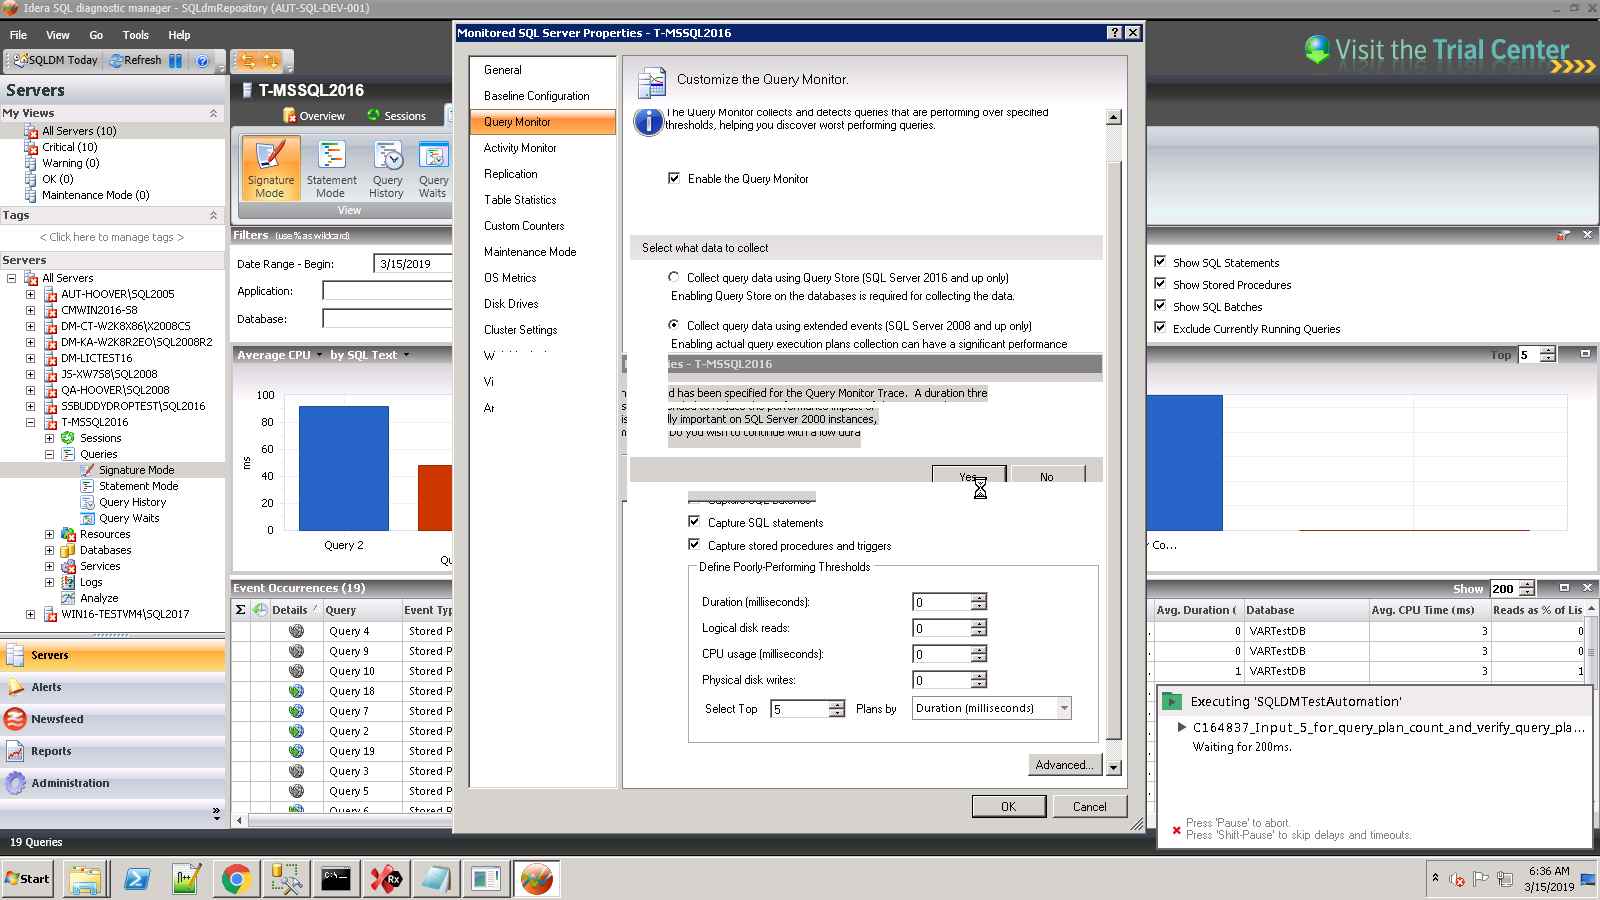 Idera SQL diagnostic manager - SQLdmRepository (AUT-SQL-DEV-001)
File View Go Tools Help
SQLDM Today Refresh
Visit the Trial Center
Servers
My Views
All Servers (10)
Critical (10)
Warning (0)
OK (0)
Maintenance Mode (0)
Tags
< Click here to manage tags >
Servers
All Servers
AUT-HOOVER\SQL2005
CMWIN2016-58
DM-CT-W2K8X86\X2008CS
DM-KA-W2K8R2EO\SQL2008R2
DM-LICTEST16
JS-XW7S8\SQL2008
QA-HOOVER\SQL2008
SSBUDDYDROPTEST\SQL2016
T-MSSQL2016
Sessions
Queries
Signature Mode
Statement Mode
Query History
Query Waits
Resources
Databases
Services
Logs
Analyze
WIN16-TESTVM4\SQL2017
Servers
Alerts
Newsfeed
Reports
Administration
19 Queries
T-MSSQL2016
Overview Sessions
Signature Mode
Statement Mode
Query History
Query Waits
View
Filters (use % as wildcard)
Date Range - Begin: 3/15/2019
Application:
Database:
Average CPU by SQL Text
100
80
60
40
20
0
ms
Query 2
Event Occurrences (19)
Details Query Event Typ
Query 4 Stored P
Query 9 Stored P
Query 10 Stored P
Query 18 Stored P
Query 7 Stored P
Query 2 Stored P
Query 19 Stored P
Query 3 Stored P
Query 5 Stored P
Query 6 Stored P
Monitored SQL Server Properties - T-MSSQL2016
General
Baseline Configuration
Query Monitor
Activity Monitor
Replication
Table Statistics
Custom Counters
Maintenance Mode
OS Metrics
Disk Drives
Cluster Settings
Customize the Query Monitor.
The Query Monitor collects and detects queries that are performing over specified
thresholds, helping you discover worst performing queries.
Enable the Query Monitor
Select what data to collect
Collect query data using Query Store (SQL Server 2016 and up only)
Enabling Query Store on the databases is required for collecting the data.
Collect query data using extended events (SQL Server 2008 and up only)
Enabling actual query execution plans collection can have a significant performance
ies - T-MSSQL2016
d has been specified for the Query Monitor Trace. A duration thre
nded to reduce the performance impact of
lly important on SQL Server 2000 instances,
Do you wish to continue with a low dura
Yes No
Capture SQL batches
Capture SQL statements
Capture stored procedures and triggers
Define Poorly-Performing Thresholds
Duration (milliseconds): 0
Logical disk reads: 0
CPU usage (milliseconds): 0
Physical disk writes: 0
Select Top 5 Plans by Duration (milliseconds)
Advanced...
OK Cancel
Show SQL Statements
Show Stored Procedures
Show SQL Batches
Exclude Currently Running Queries
Top 5
Co...
Show 200
Avg. Duration ( Database Avg. CPU Time (ms) Reads as % of Lis
0 VARTestDB 3 0
0 VARTestDB 3 0
1 VARTestDB 3 1
Executing 'SQLDMTestAutomation'
C164837_Input_5_for_query_plan_count_and_verify_query_pla...
Waiting for 200ms.
Press 'Pause' to abort.
Press 'Shift-Pause' to skip delays and timeouts.
Start
6:36 AM
3/15/2019